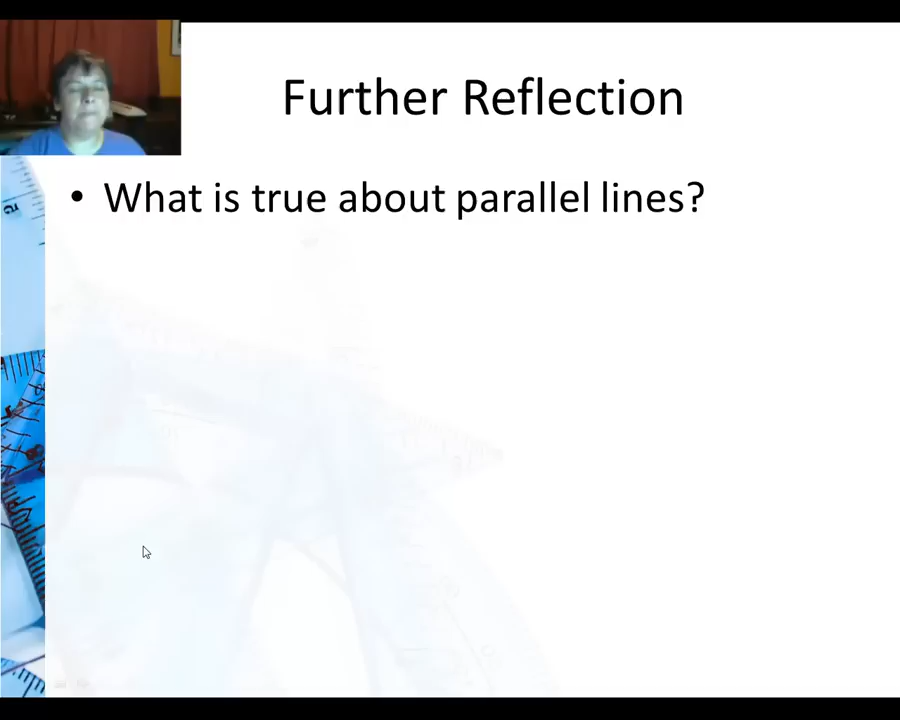 Further Reflection
• What is true about parallel lines?